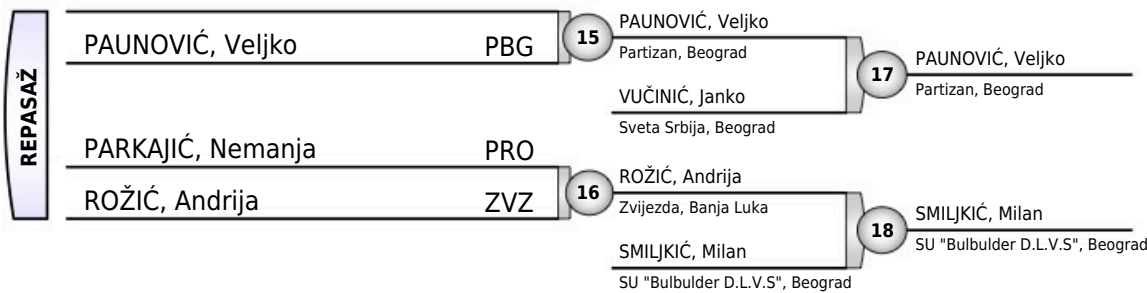 REPASAŽ
PAUNOVIĆ, Veljko PBG
PARKAJIĆ, Nemanja PRO
ROŽIĆ, Andrija ZVZ
15
PAUNOVIĆ, Veljko
Partizan, Beograd
VUČINIĆ, Janko
Sveta Srbija, Beograd
16
ROŽIĆ, Andrija
Zvijezda, Banja Luka
SMILJKIĆ, Milan
SU "Bulbulder D.L.V.S", Beograd
17
PAUNOVIĆ, Veljko
Partizan, Beograd
18
SMILJKIĆ, Milan
SU "Bulbulder D.L.V.S", Beograd